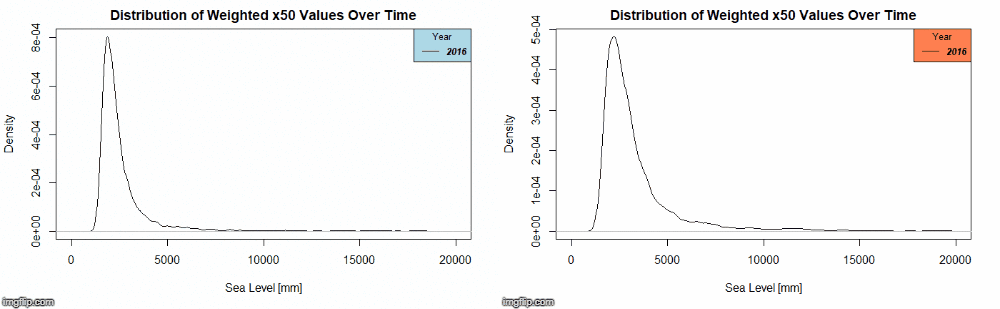 Distribution of Weighted x50 Values Over Time
Year
2016
Density
8e-04
6e-04
4e-04
2e-04
0e+00
0 5000 10000 15000 20000
Sea Level [mm]
imgflip.com
Distribution of Weighted x50 Values Over Time
Year
2016
Density
5e-04
4e-04
3e-04
2e-04
1e-04
0e+00
0 5000 10000 15000 20000
Sea Level [mm]
imgflip.com